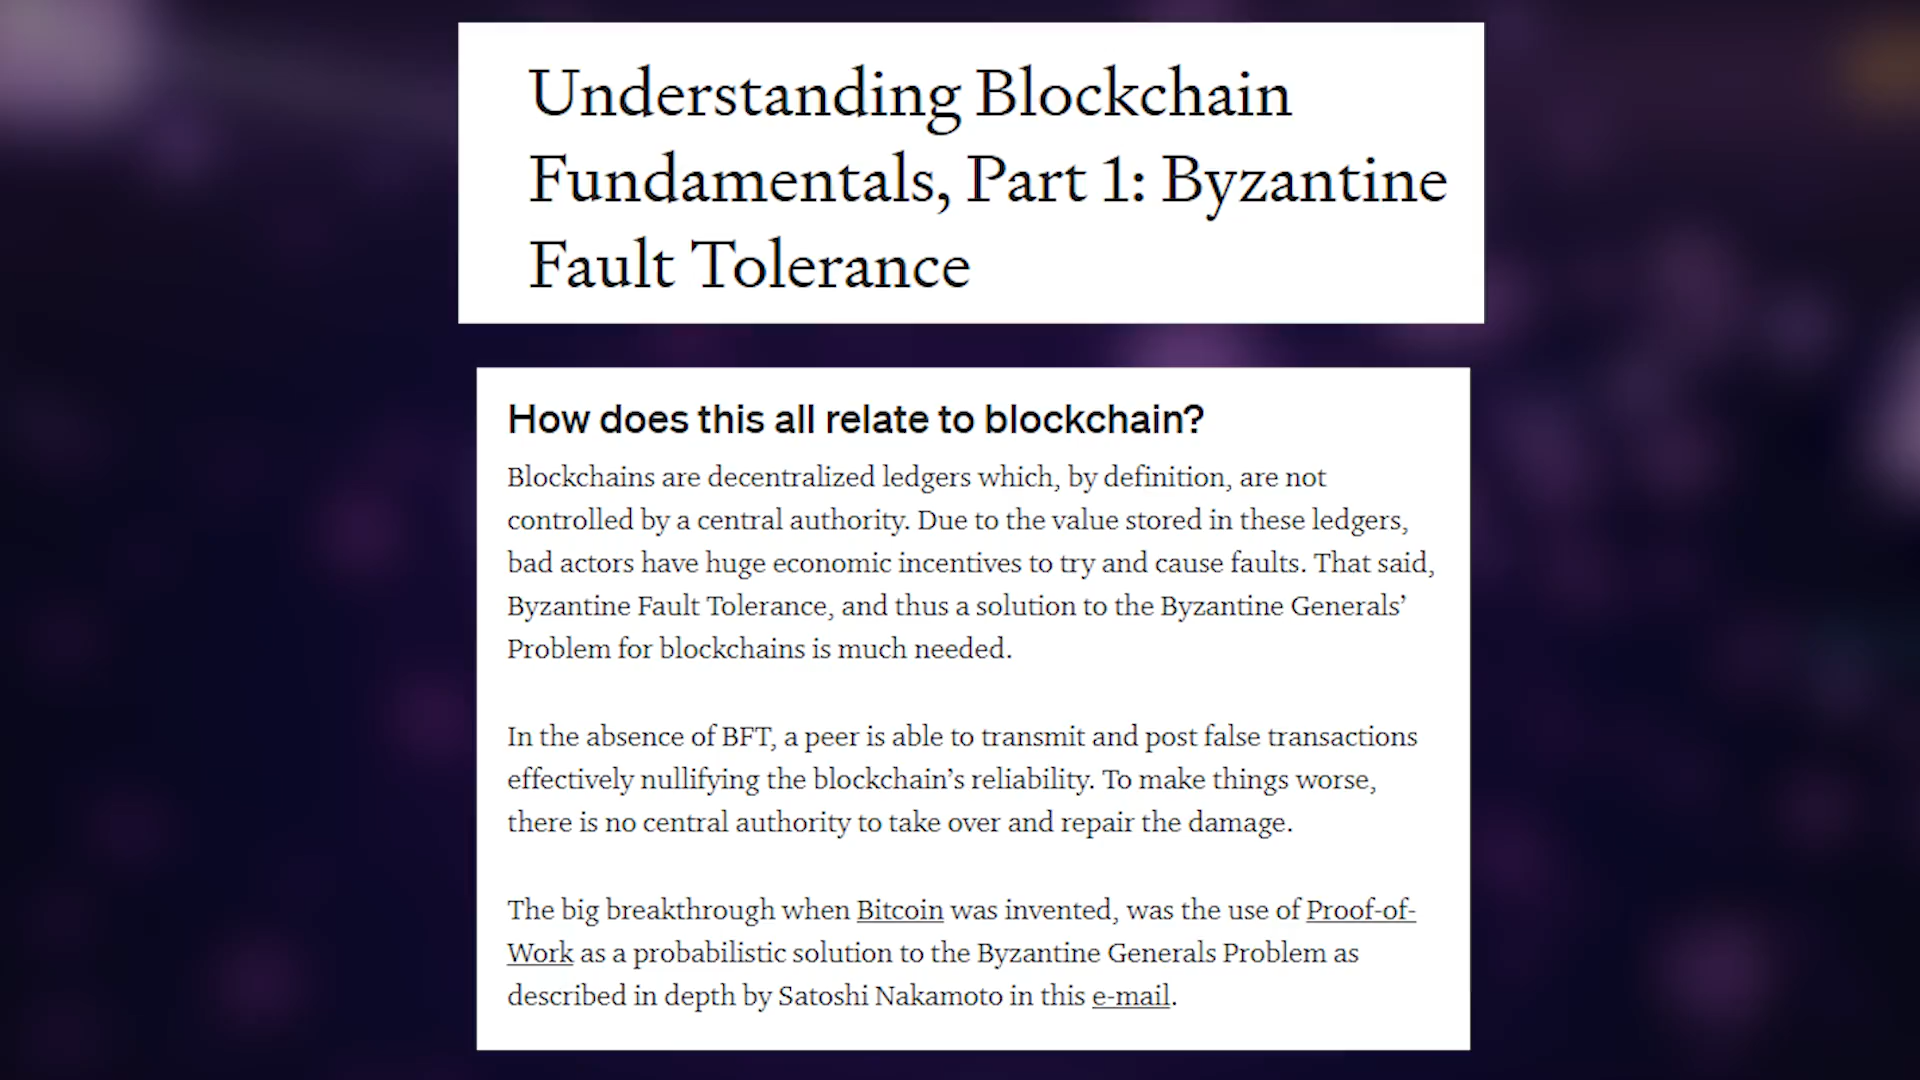 Understanding Blockchain
Fundamentals, Part 1: Byzantine
Fault Tolerance
How does this all relate to blockchain?
Blockchains are decentralized ledgers which, by definition, are not
controlled by a central authority. Due to the value stored in these ledgers,
bad actors have huge economic incentives to try and cause faults. That said,
Byzantine Fault Tolerance, and thus a solution to the Byzantine Generals’
Problem for blockchains is much needed.
In the absence of BFT, a peer is able to transmit and post false transactions
effectively nullifying the blockchain’s reliability. To make things worse,
there is no central authority to take over and repair the damage.
The big breakthrough when Bitcoin was invented, was the use of Proof-of-
Work as a probabilistic solution to the Byzantine Generals Problem as
described in depth by Satoshi Nakamoto in this e-mail.